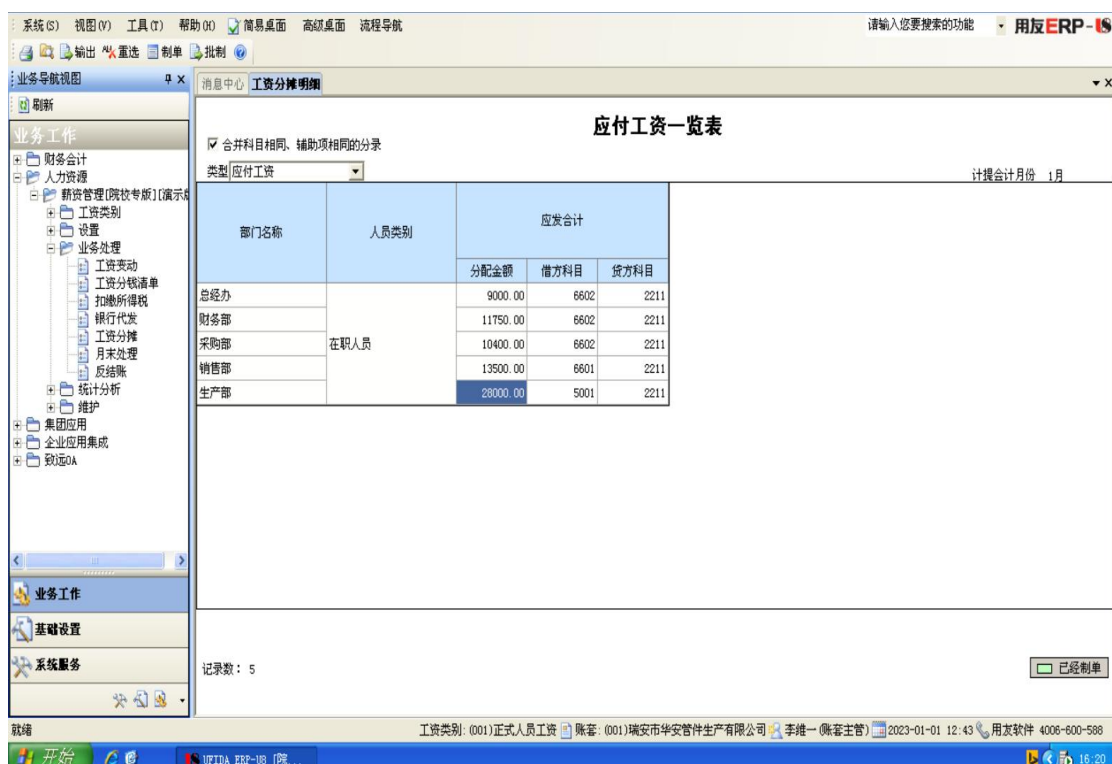 系统(S) 视图(V) 工具(T) 帮助(H) 简易桌面 高级桌面 流程导航 请输入您要搜索的功能 用友ERP-U8
输出 重选 制单 批制
业务导航视图
消息中心 工资分摊明细
刷新
业务工作
财务会计
人力资源
薪资管理[院校专版][演示版
工资类别
设置
业务处理
工资变动
工资分钱清单
扣缴所得税
银行代发
工资分摊
月末处理
反结账
统计分析
维护
集团应用
企业应用集成
致远OA
业务工作
基础设置
系统服务
应付工资一览表
合并科目相同、辅助项相同的分录
类型 应付工资 计提会计月份 1月
部门名称 人员类别 应发合计
分配金额 借方科目 贷方科目
总经办 9000.00 6602 2211
财务部 11750.00 6602 2211
采购部 在职人员 10400.00 6602 2211
销售部 13500.00 6601 2211
生产部 28000.00 5001 2211
记录数: 5 已经制单
就绪 工资类别: (001)正式人员工资 账套: (001)瑞安市华安管件生产有限公司 李维一(账套主管) 2023-01-01 12:43 用友软件 4006-600-588
开始 UFIDA ERP-U8 [院... 16:20